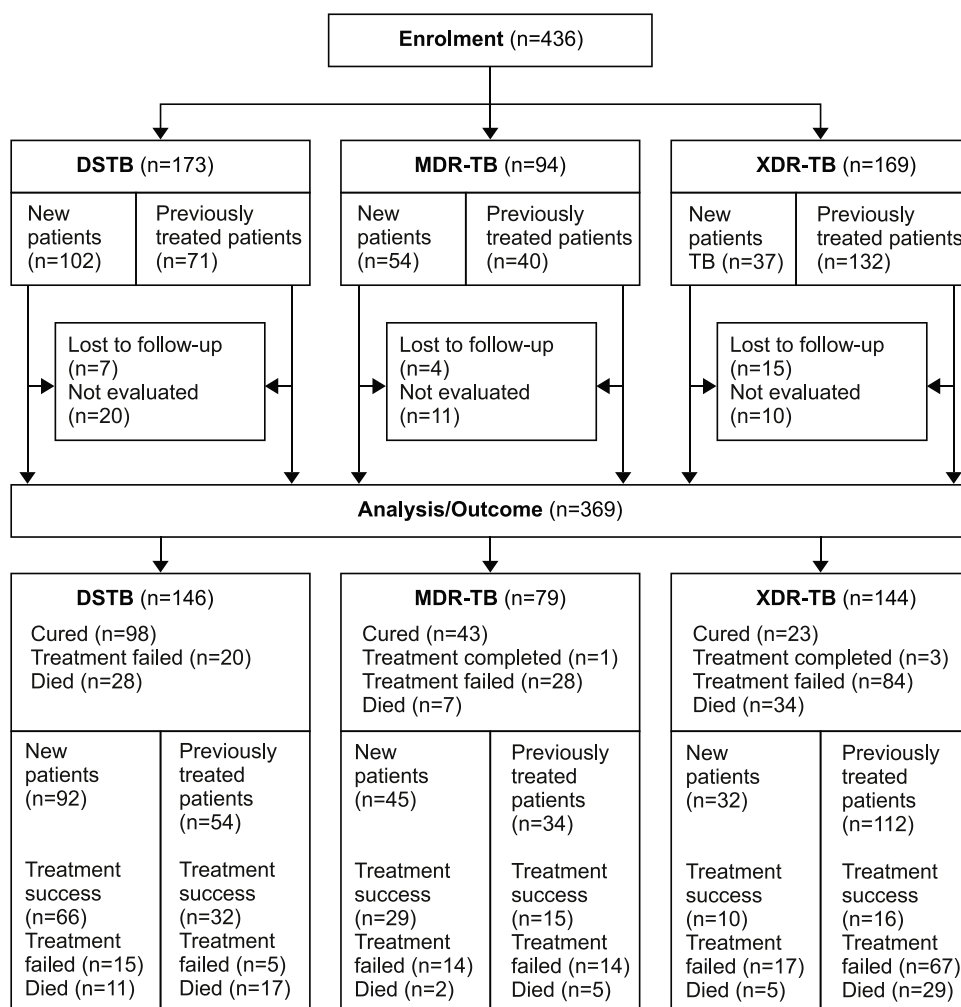 Enrolment (n=436)
DSTB (n=173)
New
patients
(n=102)
Previously
treated patients
(n=71)
MDR-TB (n=94)
New
patients
(n=54)
Previously
treated patients
(n=40)
XDR-TB (n=169)
New
patients
TB (n=37)
Previously
treated patients
(n=132)
Lost to follow-up
(n=7)
Not evaluated
(n=20)
Lost to follow-up
(n=4)
Not evaluated
(n=11)
Lost to follow-up
(n=15)
Not evaluated
(n=10)
Analysis/Outcome (n=369)
DSTB (n=146)
Cured (n=98)
Treatment failed (n=20)
Died (n=28)
New
patients
(n=92)
Treatment
success
(n=66)
Treatment
failed (n=15)
Died (n=11)
Previously
treated
patients
(n=54)
Treatment
success
(n=32)
Treatment
failed (n=5)
Died (n=17)
MDR-TB (n=79)
Cured (n=43)
Treatment completed (n=1)
Treatment failed (n=28)
Died (n=7)
New
patients
(n=45)
Treatment
success
(n=29)
Treatment
failed (n=14)
Died (n=2)
Previously
treated
patients
(n=34)
Treatment
success
(n=15)
Treatment
failed (n=14)
Died (n=5)
XDR-TB (n=144)
Cured (n=23)
Treatment completed (n=3)
Treatment failed (n=84)
Died (n=34)
New
patients
(n=32)
Treatment
success
(n=10)
Treatment
failed (n=17)
Died (n=5)
Previously
treated
patients
(n=112)
Treatment
success
(n=16)
Treatment
failed (n=67)
Died (n=29)